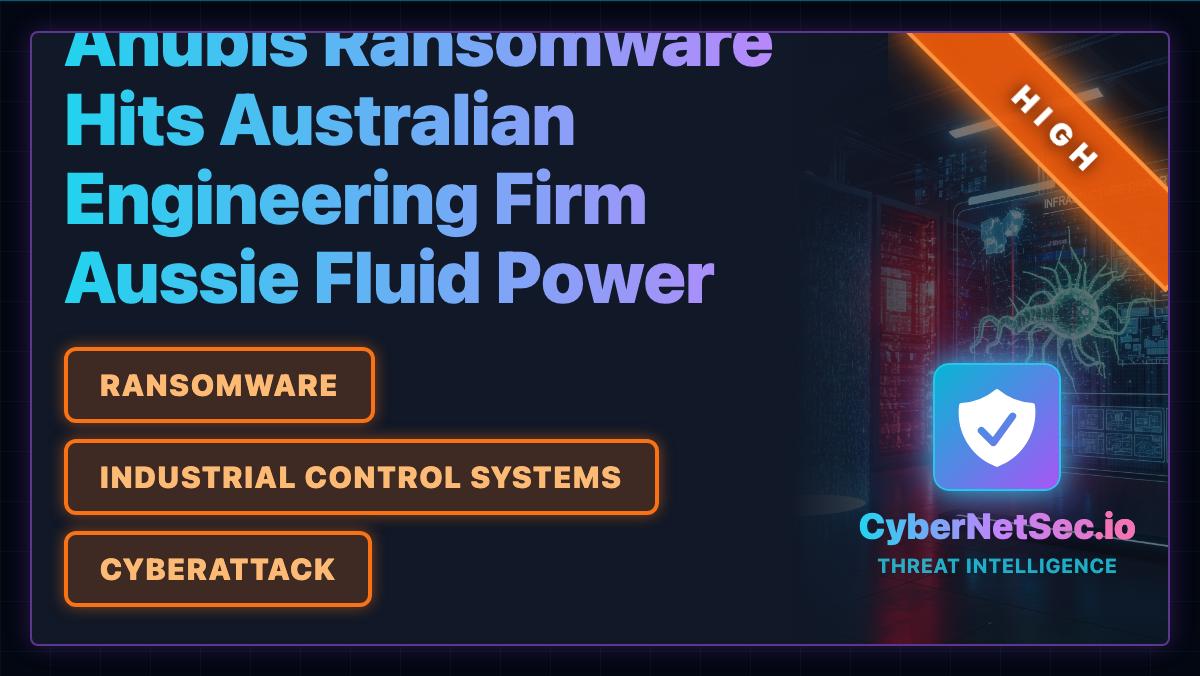 Anubis Ransomware
Hits Australian
Engineering Firm
Aussie Fluid Power
HIGH
RANSOMWARE
INDUSTRIAL CONTROL SYSTEMS
CYBERATTACK
CyberNetSec.io
THREAT INTELLIGENCE